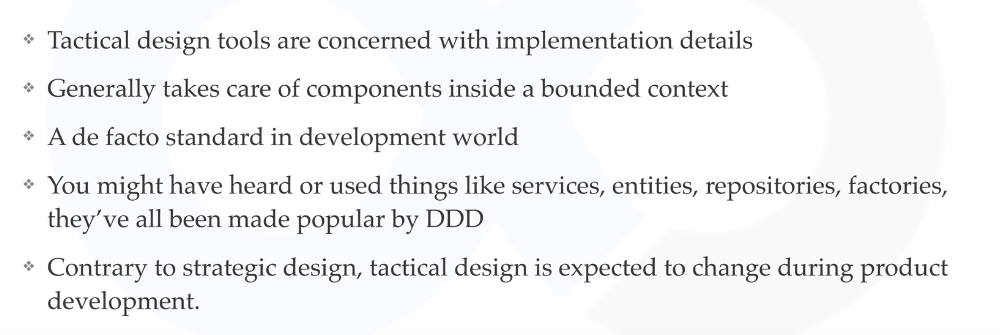 ❖ Tactical design tools are concerned with implementation details
❖ Generally takes care of components inside a bounded context
❖ A de facto standard in development world
❖ You might have heard or used things like services, entities, repositories, factories,
they’ve all been made popular by DDD
❖ Contrary to strategic design, tactical design is expected to change during product
development.